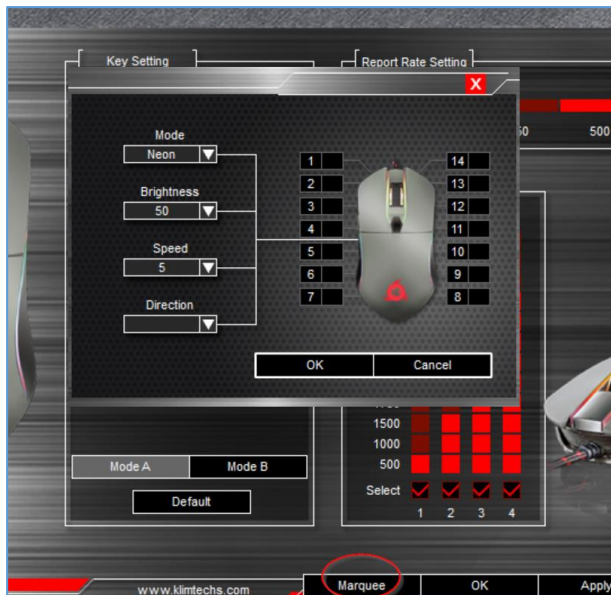 Key Setting
Report Rate Setting
X
500
Mode
Neon
Brightness
50
Speed
5
Direction
1 14
2 13
3 12
4 11
5 10
6 9
7 8
OK Cancel
1500
1000
500
Select
1 2 3 4
Mode A Mode B
Default
www.klimtechs.com
Marquee OK Apply